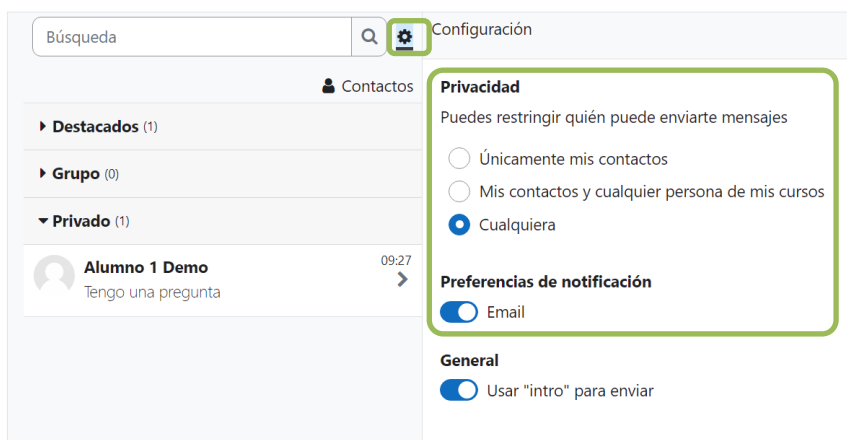 Búsqueda
Contactos
Destacados (1)
Grupo (0)
Privado (1)
Alumno 1 Demo
09:27
Tengo una pregunta
Configuración
Privacidad
Puedes restringir quién puede enviarte mensajes
Únicamente mis contactos
Mis contactos y cualquier persona de mis cursos
Cualquiera
Preferencias de notificación
Email
General
Usar "intro" para enviar